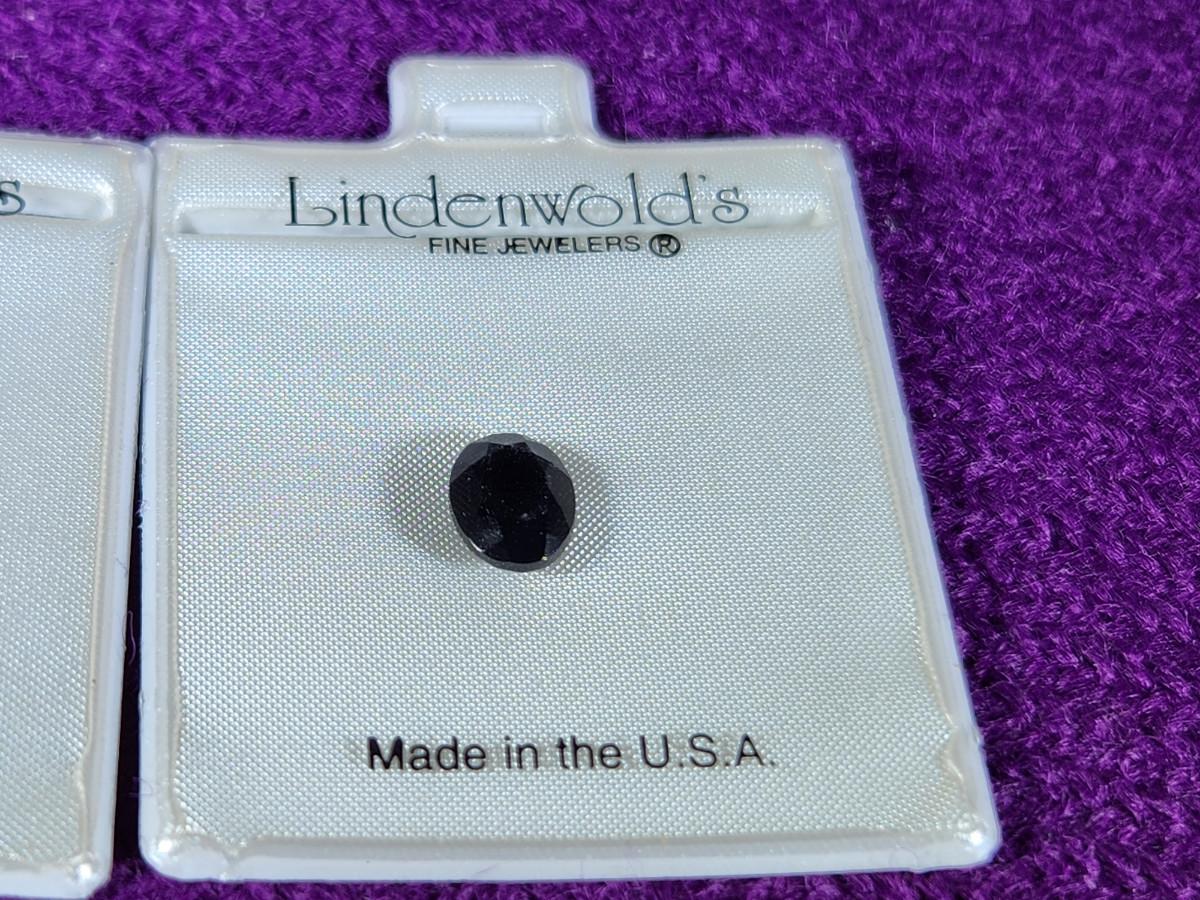 s
Lindenwold's
FINE JEWELERS ®
Made in the U.S.A.